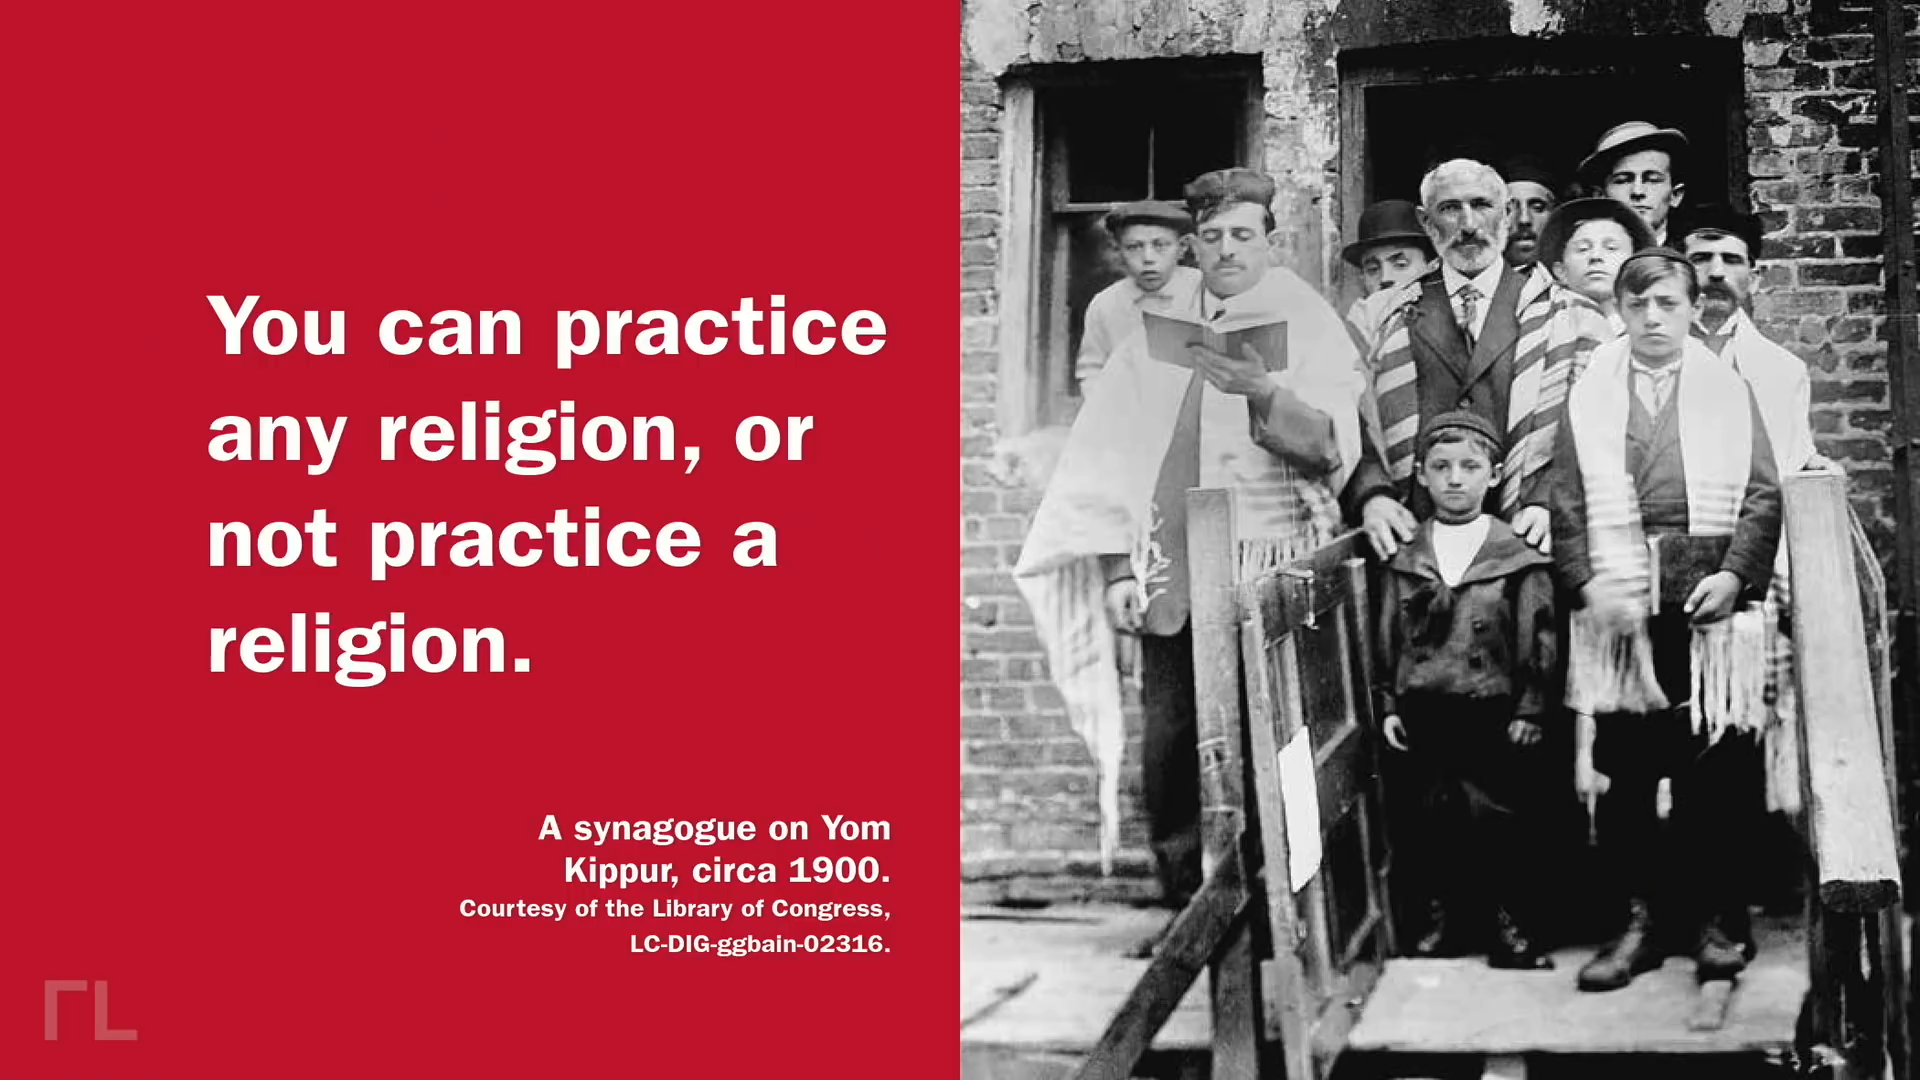 You can practice
any religion, or
not practice a
religion.
A synagogue on Yom
Kippur, circa 1900.
Courtesy of the Library of Congress,
LC-DIG-ggbain-02316.